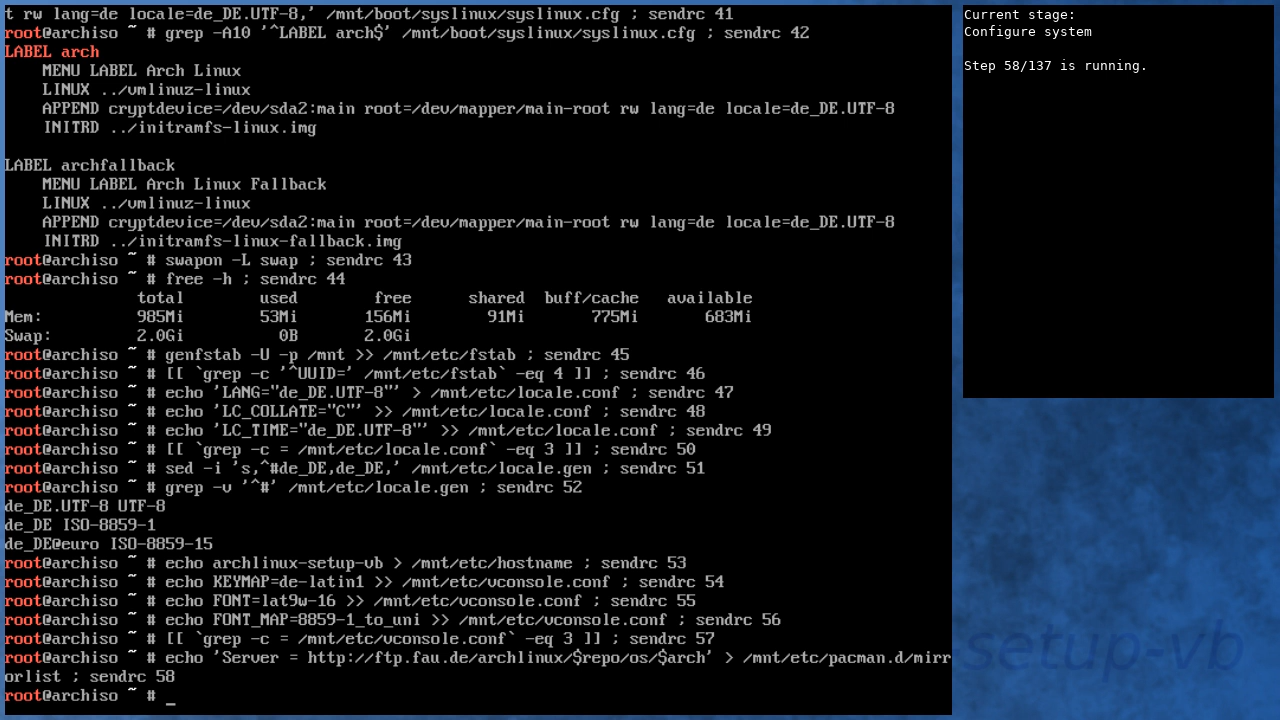 t rw lang=de locale=de_DE.UTF-8,' /mnt/boot/syslinux/syslinux.cfg ; sendrc 41
root@archiso ~ # grep -A10 '^LABEL arch$' /mnt/boot/syslinux/syslinux.cfg ; sendrc 42
LABEL arch
    MENU LABEL Arch Linux
    LINUX ../vmlinuz-linux
    APPEND cryptdevice=/dev/sda2:main root=/dev/mapper/main-root rw lang=de locale=de_DE.UTF-8
    INITRD ../initramfs-linux.img

LABEL archfallback
    MENU LABEL Arch Linux Fallback
    LINUX ../vmlinuz-linux
    APPEND cryptdevice=/dev/sda2:main root=/dev/mapper/main-root rw lang=de locale=de_DE.UTF-8
    INITRD ../initramfs-linux-fallback.img
root@archiso ~ # swapon -L swap ; sendrc 43
root@archiso ~ # free -h ; sendrc 44
              total        used        free      shared  buff/cache   available
Mem:          985Mi        53Mi       156Mi        91Mi       775Mi       683Mi
Swap:         2.0Gi          0B       2.0Gi
root@archiso ~ # genfstab -U -p /mnt >> /mnt/etc/fstab ; sendrc 45
root@archiso ~ # [[ `grep -c '^UUID=' /mnt/etc/fstab` -eq 4 ]] ; sendrc 46
root@archiso ~ # echo 'LANG="de_DE.UTF-8"' > /mnt/etc/locale.conf ; sendrc 47
root@archiso ~ # echo 'LC_COLLATE="C"' >> /mnt/etc/locale.conf ; sendrc 48
root@archiso ~ # echo 'LC_TIME="de_DE.UTF-8"' >> /mnt/etc/locale.conf ; sendrc 49
root@archiso ~ # [[ `grep -c = /mnt/etc/locale.conf` -eq 3 ]] ; sendrc 50
root@archiso ~ # sed -i 's,^#de_DE,de_DE,' /mnt/etc/locale.gen ; sendrc 51
root@archiso ~ # grep -v '^#' /mnt/etc/locale.gen ; sendrc 52
de_DE.UTF-8 UTF-8
de_DE ISO-8859-1
de_DE@euro ISO-8859-15
root@archiso ~ # echo archlinux-setup-vb > /mnt/etc/hostname ; sendrc 53
root@archiso ~ # echo KEYMAP=de-latin1 >> /mnt/etc/vconsole.conf ; sendrc 54
root@archiso ~ # echo FONT=lat9w-16 >> /mnt/etc/vconsole.conf ; sendrc 55
root@archiso ~ # echo FONT_MAP=8859-1_to_uni >> /mnt/etc/vconsole.conf ; sendrc 56
root@archiso ~ # [[ `grep -c = /mnt/etc/vconsole.conf` -eq 3 ]] ; sendrc 57
root@archiso ~ # echo 'Server = http://ftp.fau.de/archlinux/$repo/os/$arch' > /mnt/etc/pacman.d/mirr
orlist ; sendrc 58
root@archiso ~ # _
Current stage:
Configure system

Step 58/137 is running.
setup-vb